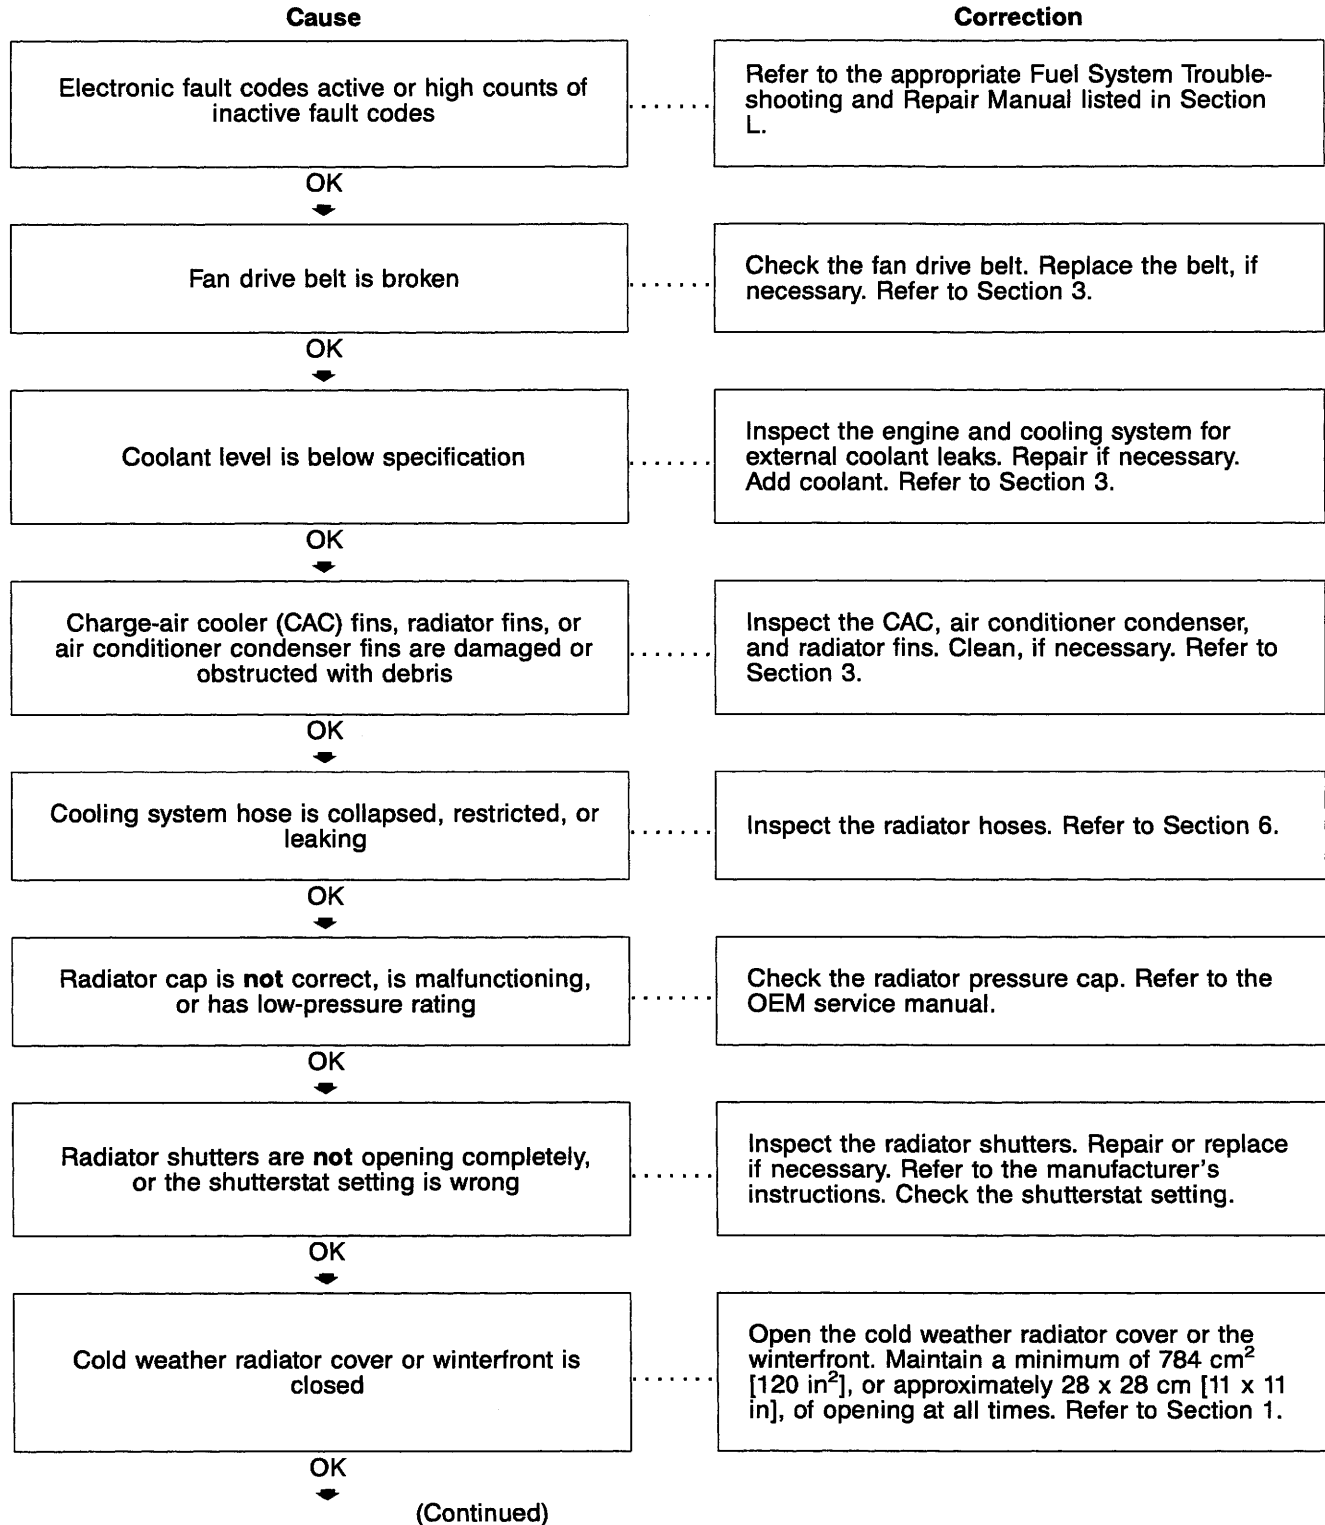 Cause
Correction
Electronic fault codes active or high counts of
inactive fault codes
. . . . . . .
Refer to the appropriate Fuel System Trouble-
shooting and Repair Manual listed in Section
L.
OK
Fan drive belt is broken
. . . . . . .
Check the fan drive belt. Replace the belt, if
necessary. Refer to Section 3.
OK
Coolant level is below specification
. . . . . . .
Inspect the engine and cooling system for
external coolant leaks. Repair if necessary.
Add coolant. Refer to Section 3.
OK
Charge-air cooler (CAC) fins, radiator fins, or
air conditioner condenser fins are damaged or
obstructed with debris
. . . . . . .
Inspect the CAC, air conditioner condenser,
and radiator fins. Clean, if necessary. Refer to
Section 3.
OK
Cooling system hose is collapsed, restricted, or
leaking
. . . . . . .
Inspect the radiator hoses. Refer to Section 6.
OK
Radiator cap is not correct, is malfunctioning,
or has low-pressure rating
. . . . . . .
Check the radiator pressure cap. Refer to the
OEM service manual.
OK
Radiator shutters are not opening completely,
or the shutterstat setting is wrong
. . . . . . .
Inspect the radiator shutters. Repair or replace
if necessary. Refer to the manufacturer's
instructions. Check the shutterstat setting.
OK
Cold weather radiator cover or winterfront is
closed
. . . . . . .
Open the cold weather radiator cover or the
winterfront. Maintain a minimum of 784 cm²
[120 in²], or approximately 28 x 28 cm [11 x 11
in], of opening at all times. Refer to Section 1.
OK
(Continued)